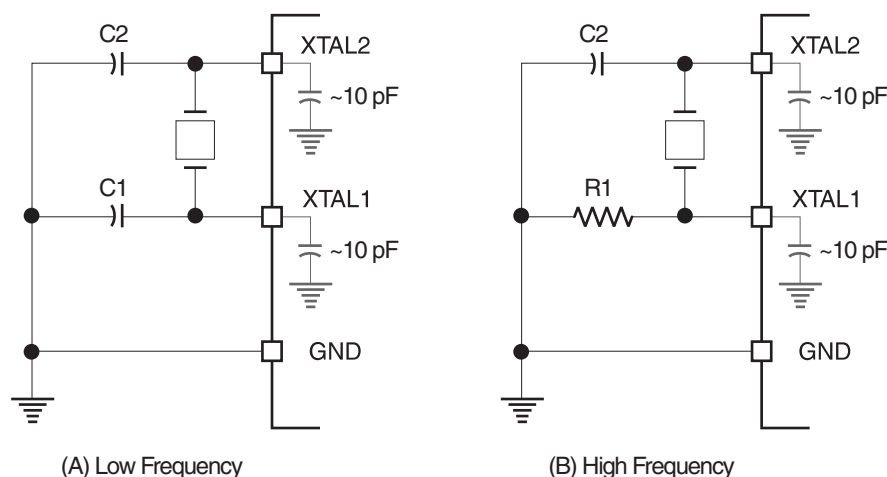 C2
XTAL2
~10 pF
C1
XTAL1
~10 pF
GND
(A) Low Frequency
C2
XTAL2
~10 pF
R1
XTAL1
~10 pF
GND
(B) High Frequency